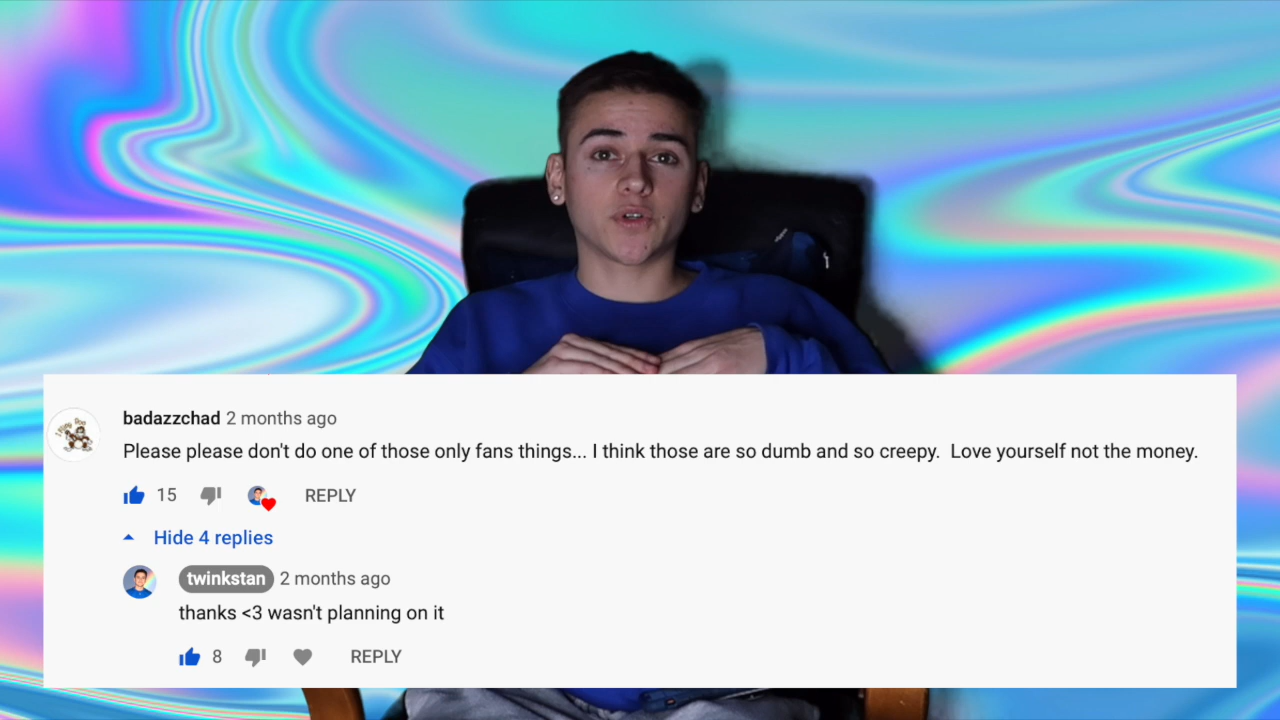 badazzchad 2 months ago
Please please don't do one of those only fans things... I think those are so dumb and so creepy.  Love yourself not the money.
15 REPLY
Hide 4 replies
twinkstan 2 months ago
thanks <3 wasn't planning on it
8 REPLY